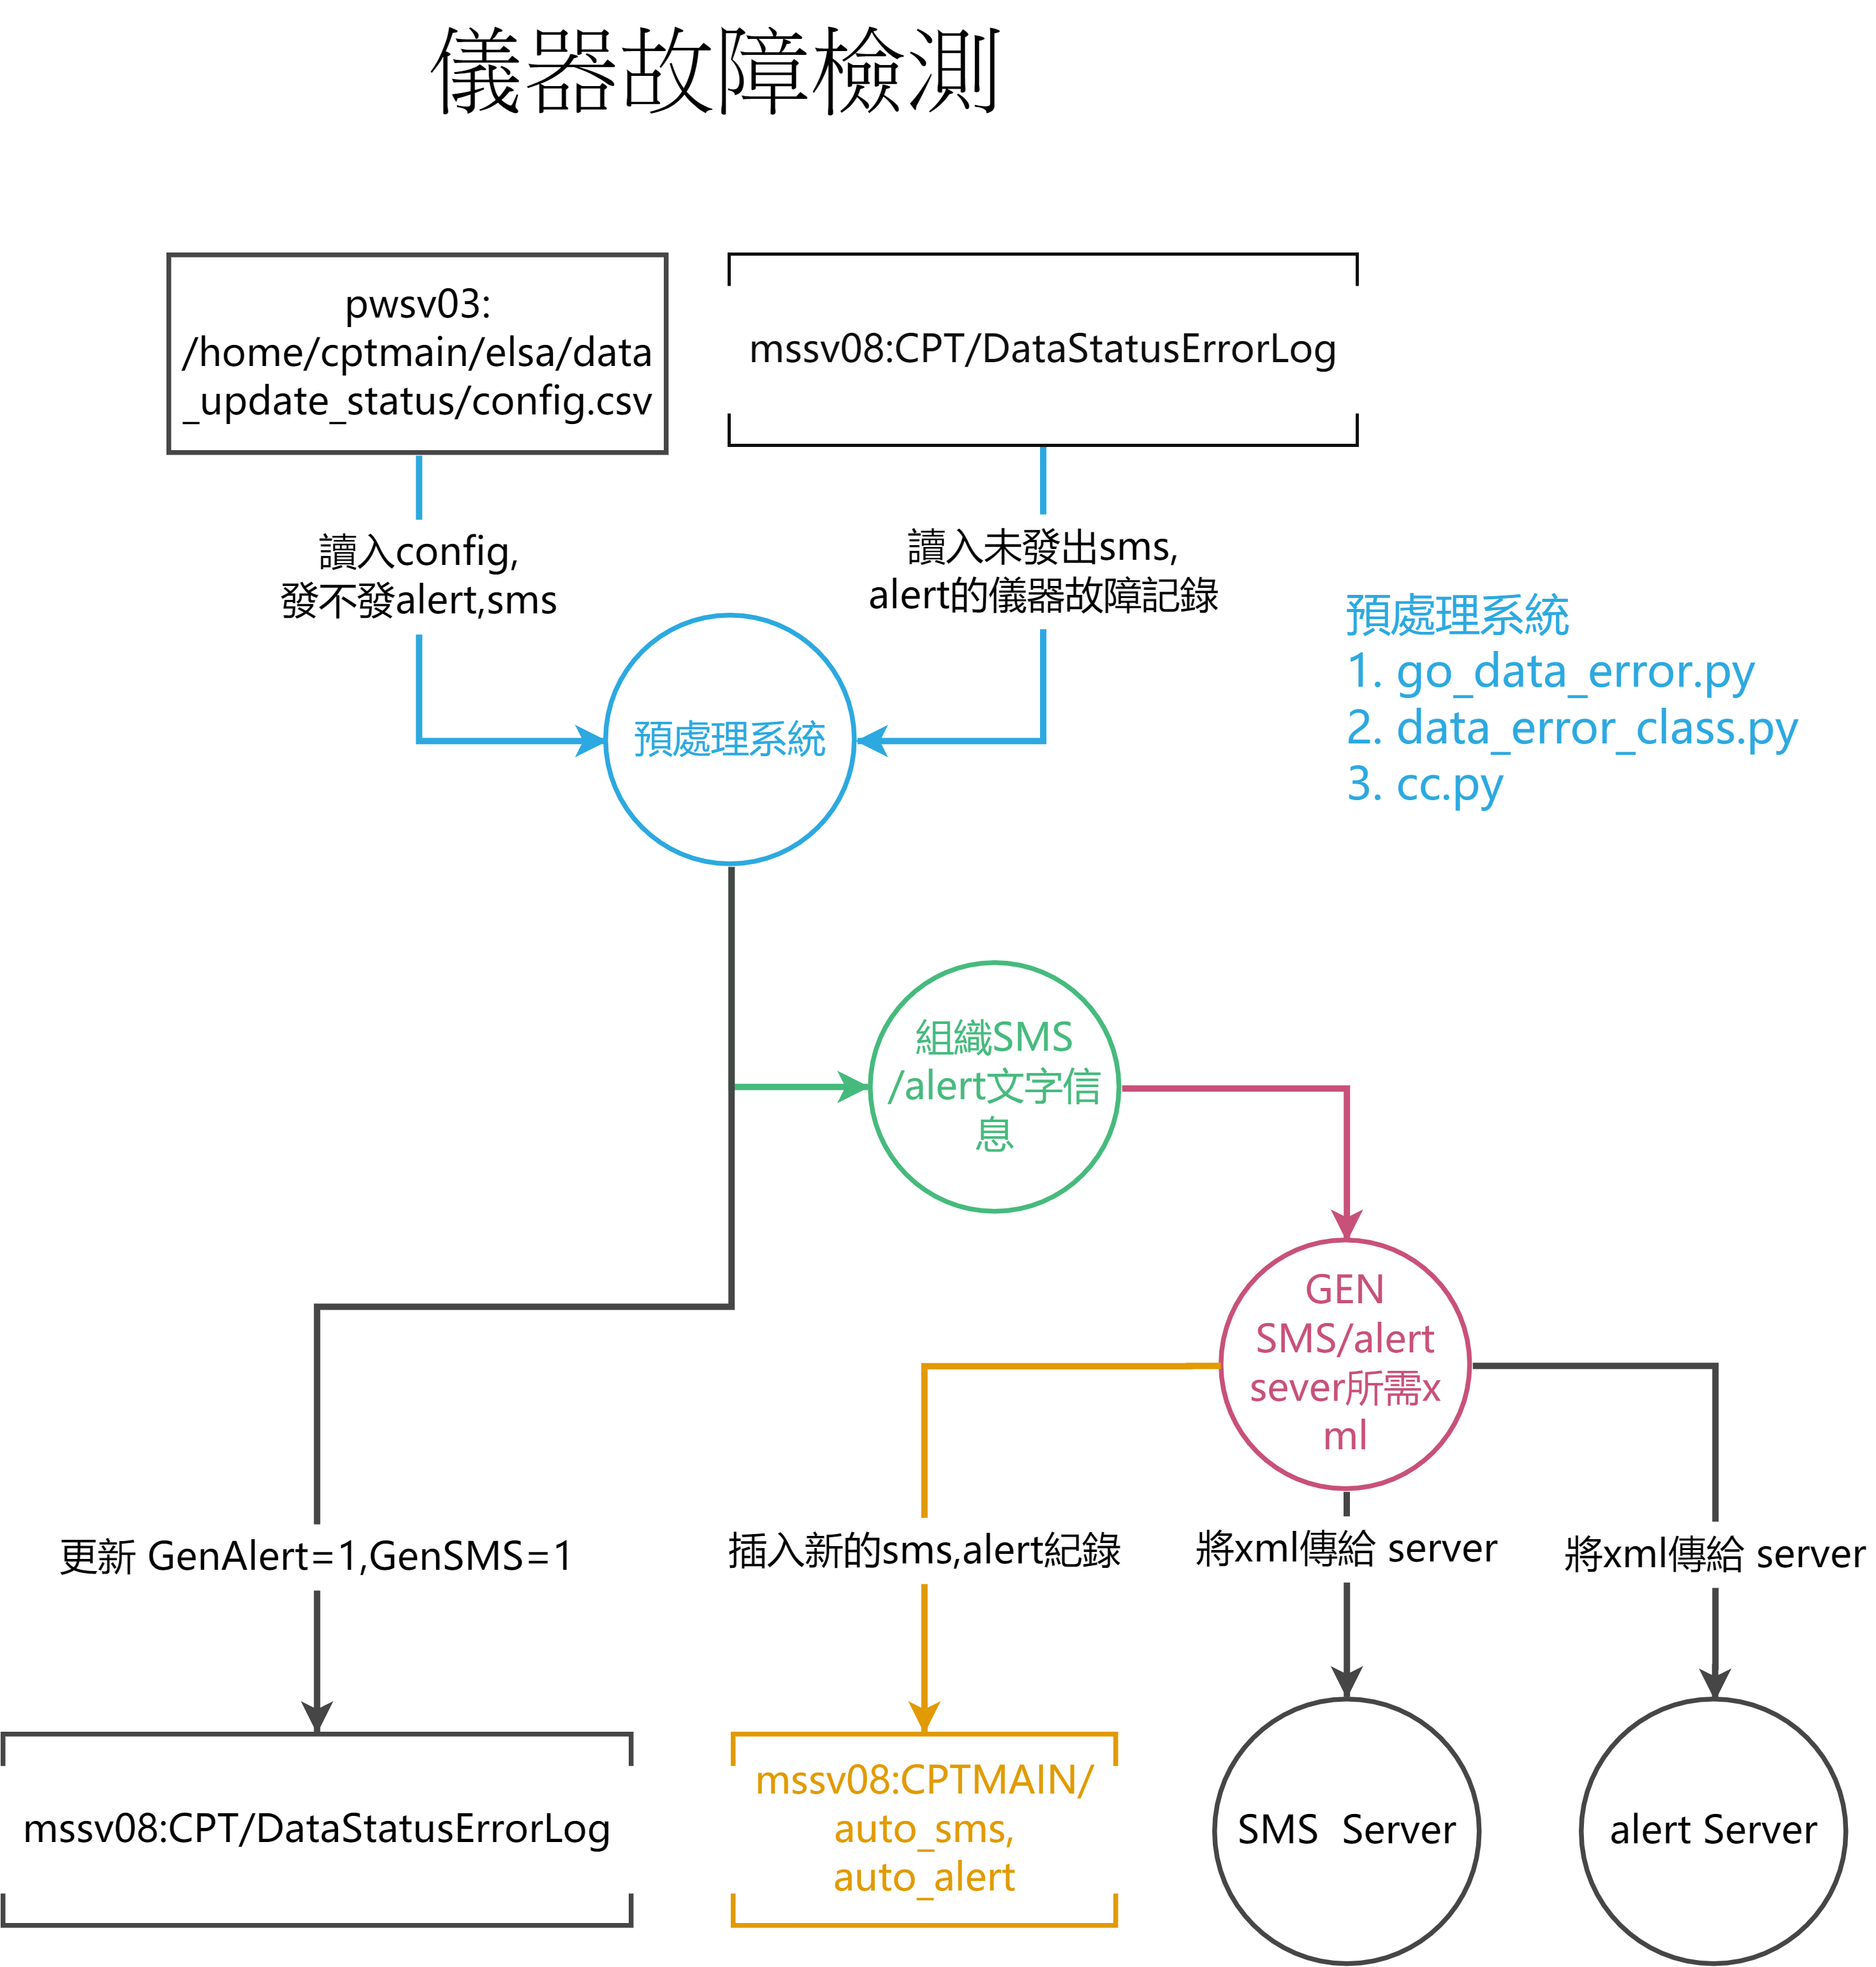 儀器故障檢測
pwsv03:
/home/cptmain/elsa/data
_update_status/config.csv
mssv08:CPT/DataStatusErrorLog
讀入config,
發不發alert,sms
讀入未發出sms,
alert的儀器故障記錄
預處理系統
1. go_data_error.py
2. data_error_class.py
3. cc.py
預處理系統
組織SMS
/alert文字信
息
GEN
SMS/alert
sever所需x
ml
更新 GenAlert=1,GenSMS=1
插入新的sms,alert紀錄
將xml傳給 server
將xml傳給 server
mssv08:CPT/DataStatusErrorLog
mssv08:CPTMAIN/
auto_sms,
auto_alert
SMS  Server
alert Server